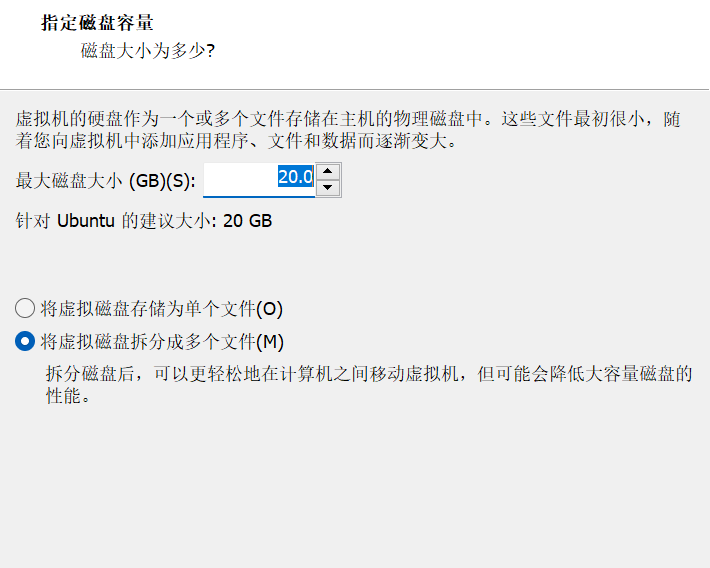 指定磁盘容量
磁盘大小为多少?
虚拟机的硬盘作为一个或多个文件存储在主机的物理磁盘中。这些文件最初很小，随
着您向虚拟机中添加应用程序、文件和数据而逐渐变大。
最大磁盘大小 (GB)(S): 20.0
针对 Ubuntu 的建议大小: 20 GB
将虚拟磁盘存储为单个文件(O)
将虚拟磁盘拆分成多个文件(M)
拆分磁盘后，可以更轻松地在计算机之间移动虚拟机，但可能会降低大容量磁盘的
性能。